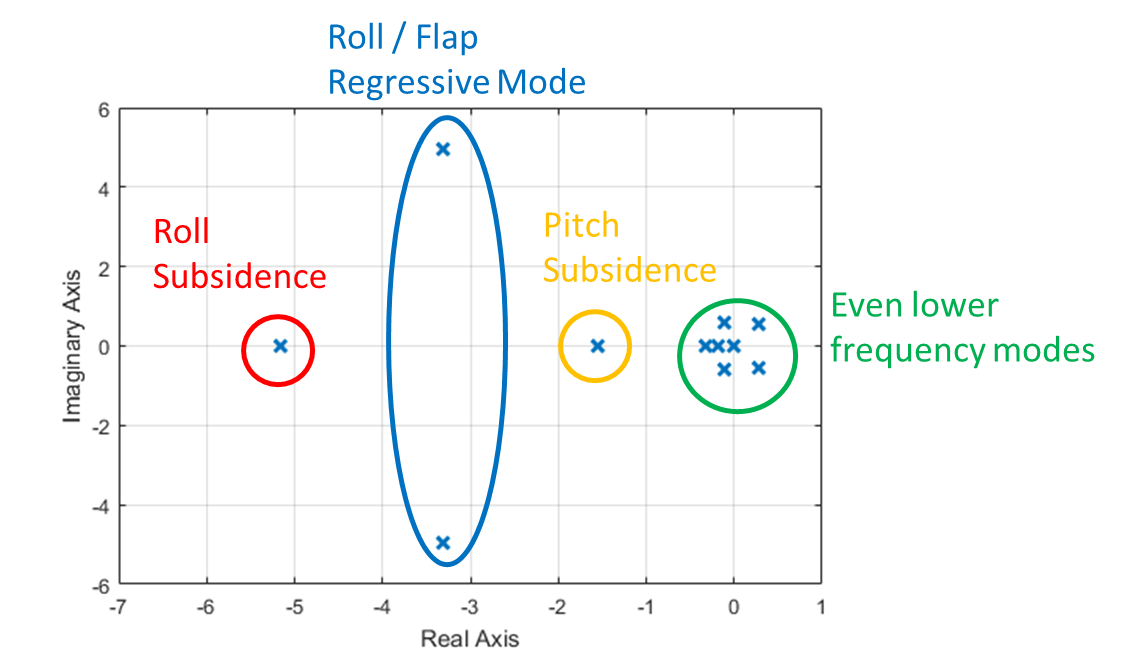 Roll / Flap
Regressive Mode
Roll
Subsidence
Pitch
Subsidence
Even lower
frequency modes
6
4
2
0
-2
-4
-6
Imaginary Axis
-7 -6 -5 -4 -3 -2 -1 0 1
Real Axis